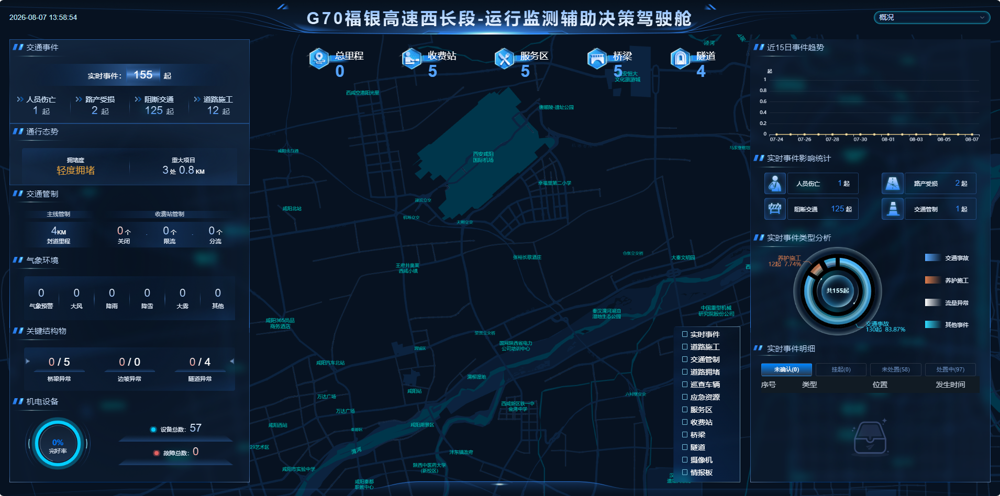 2026-08-07 13:58:54
G70福银高速西长段-运行监测辅助决策驾驶舱
概况
交通事件
实时事件: 155 起
人员伤亡 路产受损 阻断交通 道路施工
1 起 2 起 125 起 12 起
通行态势
拥堵度 重大项目
轻度拥堵 3 处 0.8 KM
交通管制
主线管制 收费站管制
4KM 0 个 0 个 0 个
封道里程 关闭 限流 分流
气象环境
0 0 0 0 0 0
气象预警 大风 降雨 降雪 大雾 其他
关键结构物
0 / 5 0 / 0 0 / 4
桥梁异常 边坡异常 隧道异常
机电设备
0%
完好率
设备总数: 57
故障总数: 0
总里程 收费站 服务区 桥梁 隧道
0 5 5 5 4
泾河
安恒大
文化旅游城
西咸空港阳光里
唐顺陵-遗址公园
咸阳北互通
马家堡枢纽
西安咸阳
国际机场
幸福里第二小学
迎宾立交
咸阳北站
机场立交
天翔立交
张裕长歌酒庄
大秦文明园
王府井奥莱
西咸小镇
西
中国重型机械
研究院股份公司
秦汉渭河湖泊
湿地生态公园
咸阳365尚品
商务酒店
国网陕西省电力
公司培训中心
渭城区
咸阳汽车北站
渭柳湿地
咸阳站
六村堡立交
万达广场
西咸新区铁一中
金湾中学
万达广场
咸阳西站
咸阳湖景区
秦都区
29艺术区
渭河
沣东镇政府
陕西中医药大学
(新校区)
咸阳市实验中学
咸阳秦都
职教中心
汉
实时事件
道路施工
交通管制
道路拥堵
巡查车辆
应急资源
服务区
收费站
桥梁
隧道
摄像机
情报板
近15日事件趋势
起
1
0.8
0.6
0.4
0.2
0
07-24 07-26 07-28 07-30 08-01 08-03 08-05 08-07
实时事件影响统计
人员伤亡 1 起 路产受损 2 起
阻断交通 125 起 交通管制 1 起
实时事件类型分析
养护施工
12起 7.74%
共155起
交通事故
130起 83.87%
交通事故
养护施工
流量异常
其他事件
实时事件明细
未确认(0) 挂起(0) 未处置(58) 处置中(97)
序号 类型 位置 发生时间